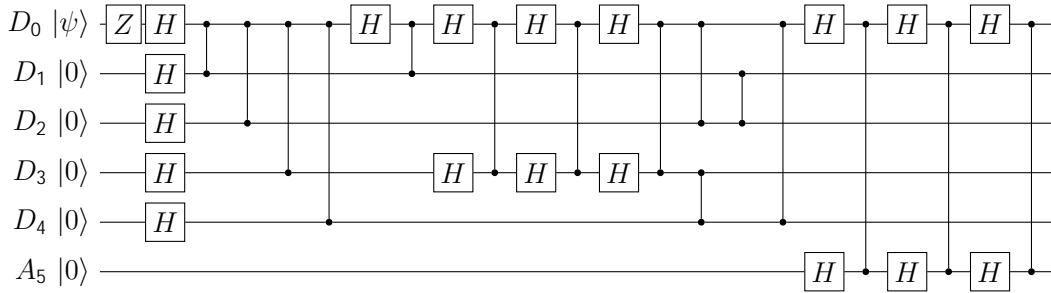 D₀ |ψ⟩ Z H H H H H H H H
D₁ |0⟩ H
D₂ |0⟩ H
D₃ |0⟩ H H H H
D₄ |0⟩ H
A₅ |0⟩ H H H